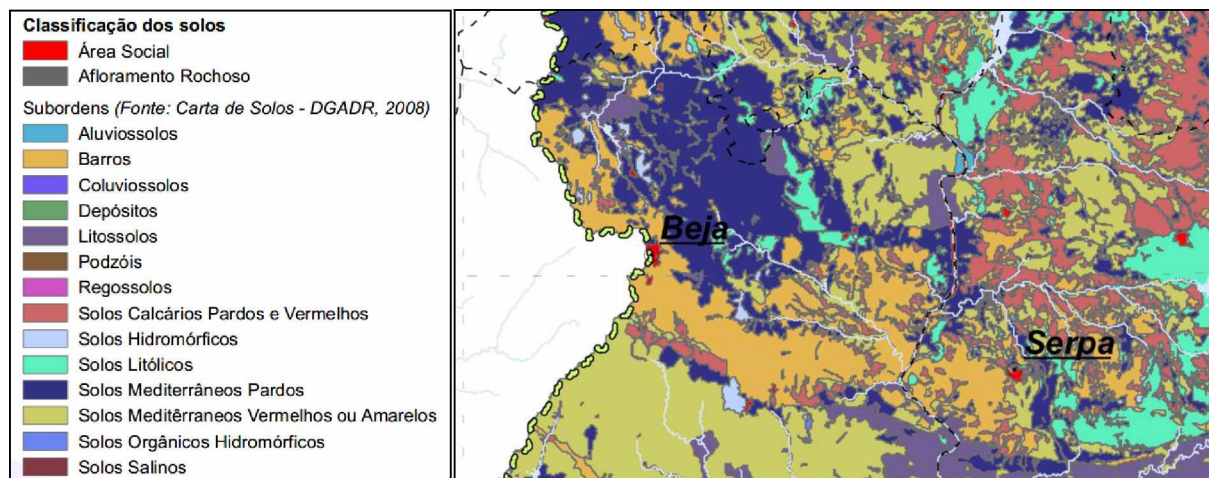 Classificação dos solos
Área Social
Afloramento Rochoso
Subordens (Fonte: Carta de Solos - DGADR, 2008)
Aluviossolos
Barros
Coluviossolos
Depósitos
Litossolos
Podzóis
Regossolos
Solos Calcários Pardos e Vermelhos
Solos Hidromórficos
Solos Litólicos
Solos Mediterrâneos Pardos
Solos Meditêrraneos Vermelhos ou Amarelos
Solos Orgânicos Hidromórficos
Solos Salinos
Beja
Serpa